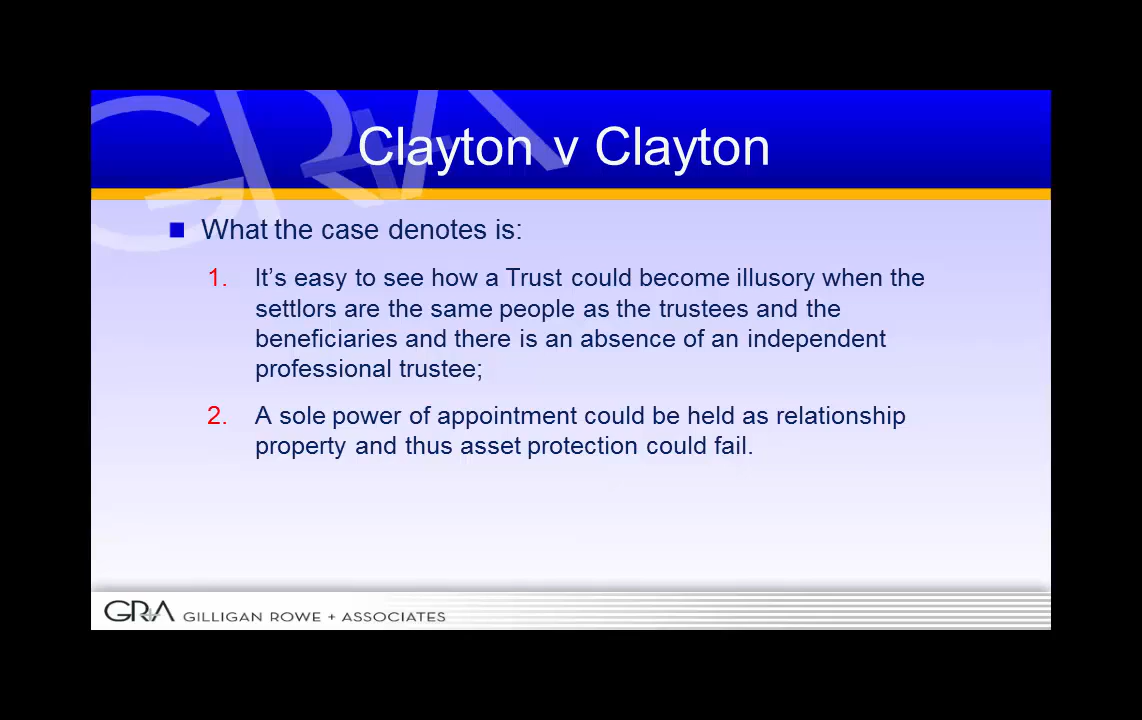 Clayton v Clayton
What the case denotes is:
1. It’s easy to see how a Trust could become illusory when the
settlors are the same people as the trustees and the
beneficiaries and there is an absence of an independent
professional trustee;
2. A sole power of appointment could be held as relationship
property and thus asset protection could fail.
GRA GILLIGAN ROWE + ASSOCIATES